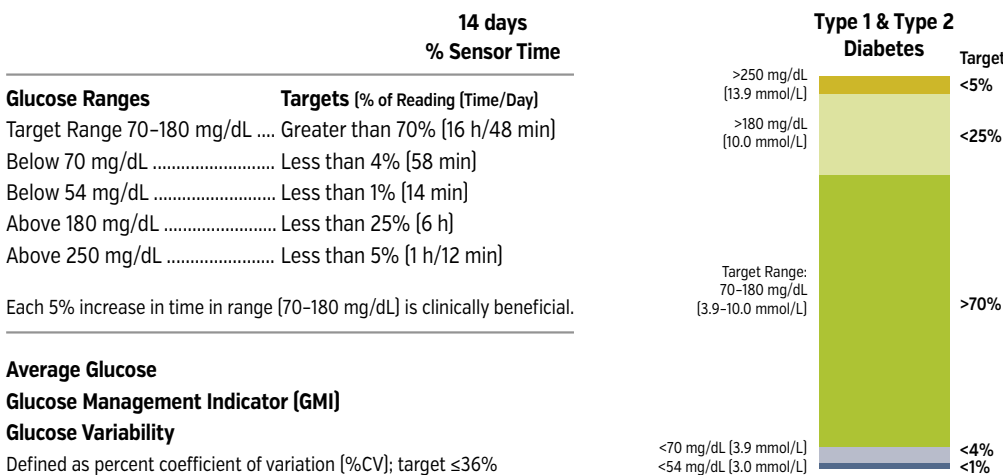 14 days
% Sensor Time
Glucose Ranges Targets (% of Reading (Time/Day)
Target Range 70–180 mg/dL .... Greater than 70% (16 h/48 min)
Below 70 mg/dL ......................... Less than 4% (58 min)
Below 54 mg/dL ......................... Less than 1% (14 min)
Above 180 mg/dL ....................... Less than 25% (6 h)
Above 250 mg/dL ...................... Less than 5% (1 h/12 min)
Each 5% increase in time in range (70–180 mg/dL) is clinically beneficial.
Average Glucose
Glucose Management Indicator (GMI)
Glucose Variability
Defined as percent coefficient of variation (%CV); target ≤36%
Type 1 & Type 2
Diabetes
Target
>250 mg/dL
(13.9 mmol/L)
<5%
>180 mg/dL
(10.0 mmol/L)
<25%
Target Range:
70–180 mg/dL
(3.9–10.0 mmol/L)
>70%
<70 mg/dL (3.9 mmol/L) <4%
<54 mg/dL (3.0 mmol/L) <1%